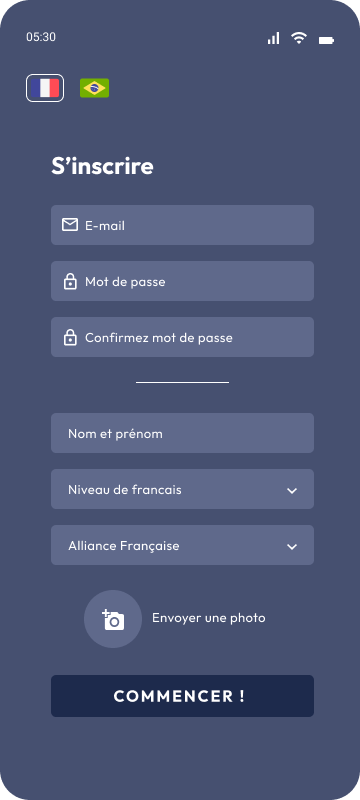 05:30
S’inscrire
E-mail
Mot de passe
Confirmez mot de passe
Nom et prénom
Niveau de francais
Alliance Française
Envoyer une photo
COMMENCER !